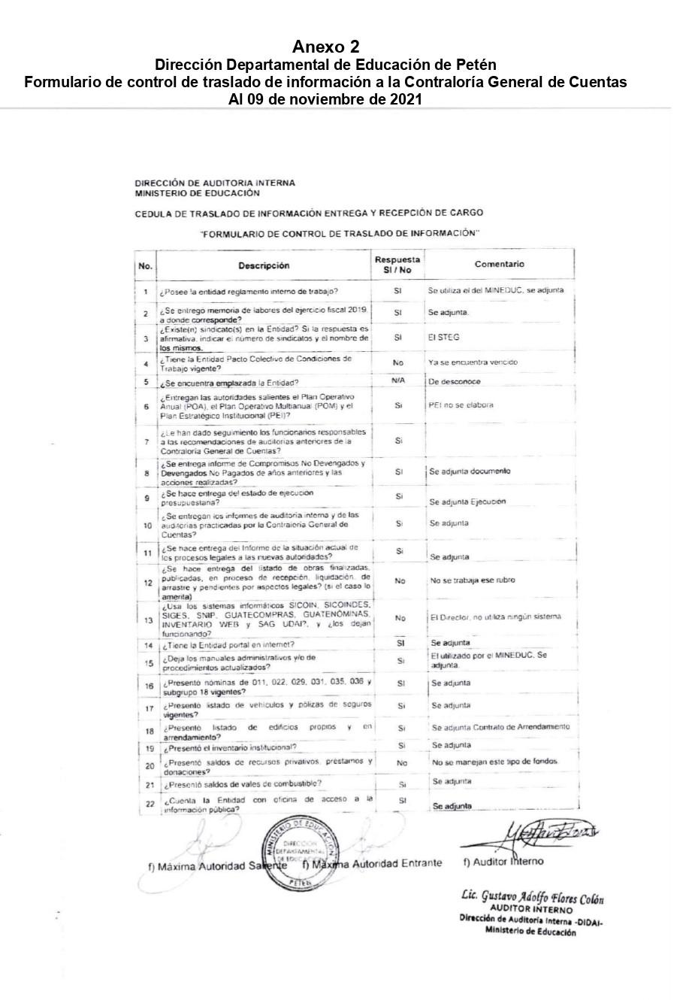 Anexo 2
Dirección Departamental de Educación de Petén
Formulario de control de traslado de información a la Contraloría General de Cuentas
Al 09 de noviembre de 2021
DIRECCIÓN DE AUDITORIA INTERNA
MINISTERIO DE EDUCACIÓN
CEDULA DE TRASLADO DE INFORMACIÓN ENTREGA Y RECEPCIÓN DE CARGO
"FORMULARIO DE CONTROL DE TRASLADO DE INFORMACIÓN"
No. Descripción Respuesta SI / No Comentario
1 ¿Posee la entidad reglamento interno de trabajo? SI Se utiliza el del MINEDUC, se adjunta
2 ¿Se entrego memoria de labores del ejercicio fiscal 2019
a donde corresponde? SI Se adjunta.
3 ¿Existe(n) sindicato(s) en la Entidad? Si la respuesta es
afirmativa, indicar el número de sindicatos y el nombre de
los mismos. SI El STEG
4 ¿Tiene la Entidad Pacto Colectivo de Condiciones de
Trabajo vigente? No Ya se encuentra vencido
5 ¿Se encuentra emplazada la Entidad? N/A De desconoce
6 ¿Entregan las autoridades salientes el Plan Operativo
Anual (POA), el Plan Operativo Multianual (POM) y el
Plan Estratégico Institucional (PEI)? Si PEI no se elabora
7 ¿Le han dado seguimiento los funcionarios responsables
a las recomendaciones de auditorias anteriores de la
Contraloría General de Cuentas? Si
8 ¿Se entrega informe de Compromisos No Devengados y
Devengados No Pagados de años anteriores y las
acciones realizadas? SI Se adjunta documento
9 ¿Se hace entrega del estado de ejecución
presupuestaria? Si Se adjunta Ejecución
10 ¿Se entregan los informes de auditoria interna y de las
auditorias practicadas por la Contraloría General de
Cuentas? Si Se adjunta
11 ¿Se hace entrega del Informe de la situación actual de
los procesos legales a las nuevas autoridades? Si Se adjunta
12 ¿Se hace entrega del listado de obras finalizadas,
publicadas, en proceso de recepción, liquidación, de
arrastre y pendientes por aspectos legales? (si el caso lo
amerita) No No se trabaja ese rubro
13 ¿Usa los sistemas informáticos SICOIN, SICOINDES,
SIGES, SNIP, GUATECOMPRAS, GUATENÓMINAS,
INVENTARIO WEB y SAG UDAI?, y ¿los dejan
funcionando? No El Director, no utiliza ningún sistema
14 ¿Tiene la Entidad portal en internet? SI Se adjunta
15 ¿Deja los manuales administrativos y/o de
procedimientos actualizados? Si El utilizado por el MINEDUC. Se
adjunta.
16 ¿Presentó nóminas de 011, 022, 029, 031, 035, 036 y
subgrupo 18 vigentes? SI Se adjunta
17 ¿Presentó listado de vehículos y pólizas de seguros
vigentes? Si Se adjunta
18 ¿Presentó listado de edificios propios y en
arrendamiento? Si Se adjunta Contrato de Arrendamiento
19 ¿Presentó el inventario institucional? Si Se adjunta
20 ¿Presentó saldos de recursos privativos, préstamos y
donaciones? No No se manejan este tipo de fondos
21 ¿Presentó saldos de vales de combustible? Si Se adjunta
22 ¿Cuenta la Entidad con oficina de acceso a la
información pública? SI Se adjunta
MINISTERIO DE EDUCACIÓN
DIRECCIÓN
DEPARTAMENTAL
DE EDUCACIÓN
PETÉN
f) Máxima Autoridad Saliente f) Máxima Autoridad Entrante f) Auditor Interno
Lic. Gustavo Adolfo Flores Colón
AUDITOR INTERNO
Dirección de Auditoría Interna -DIDAI-
Ministerio de Educación